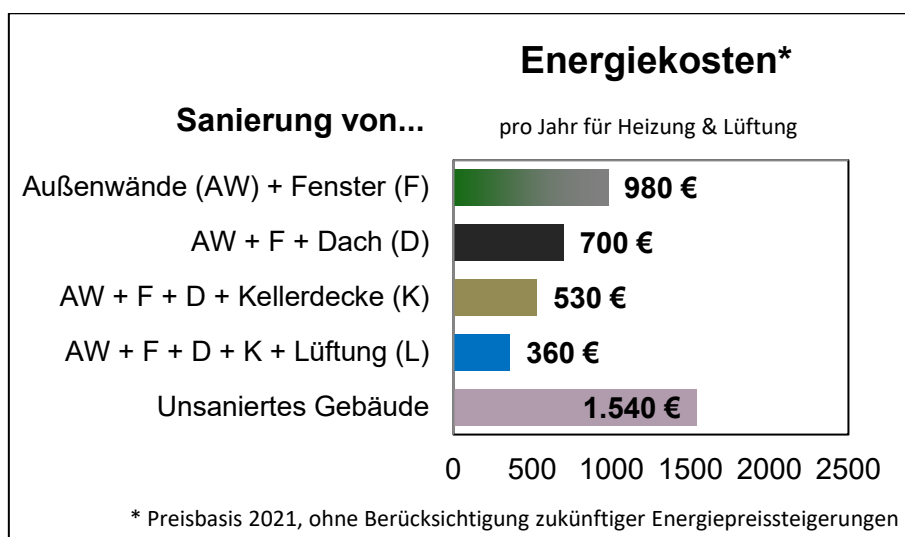 Energiekosten*
Sanierung von...
pro Jahr für Heizung & Lüftung
Außenwände (AW) + Fenster (F)
980 €
AW + F + Dach (D)
700 €
AW + F + D + Kellerdecke (K)
530 €
AW + F + D + K + Lüftung (L)
360 €
Unsaniertes Gebäude
1.540 €
0 500 1000 1500 2000 2500
* Preisbasis 2021, ohne Berücksichtigung zukünftiger Energiepreissteigerungen